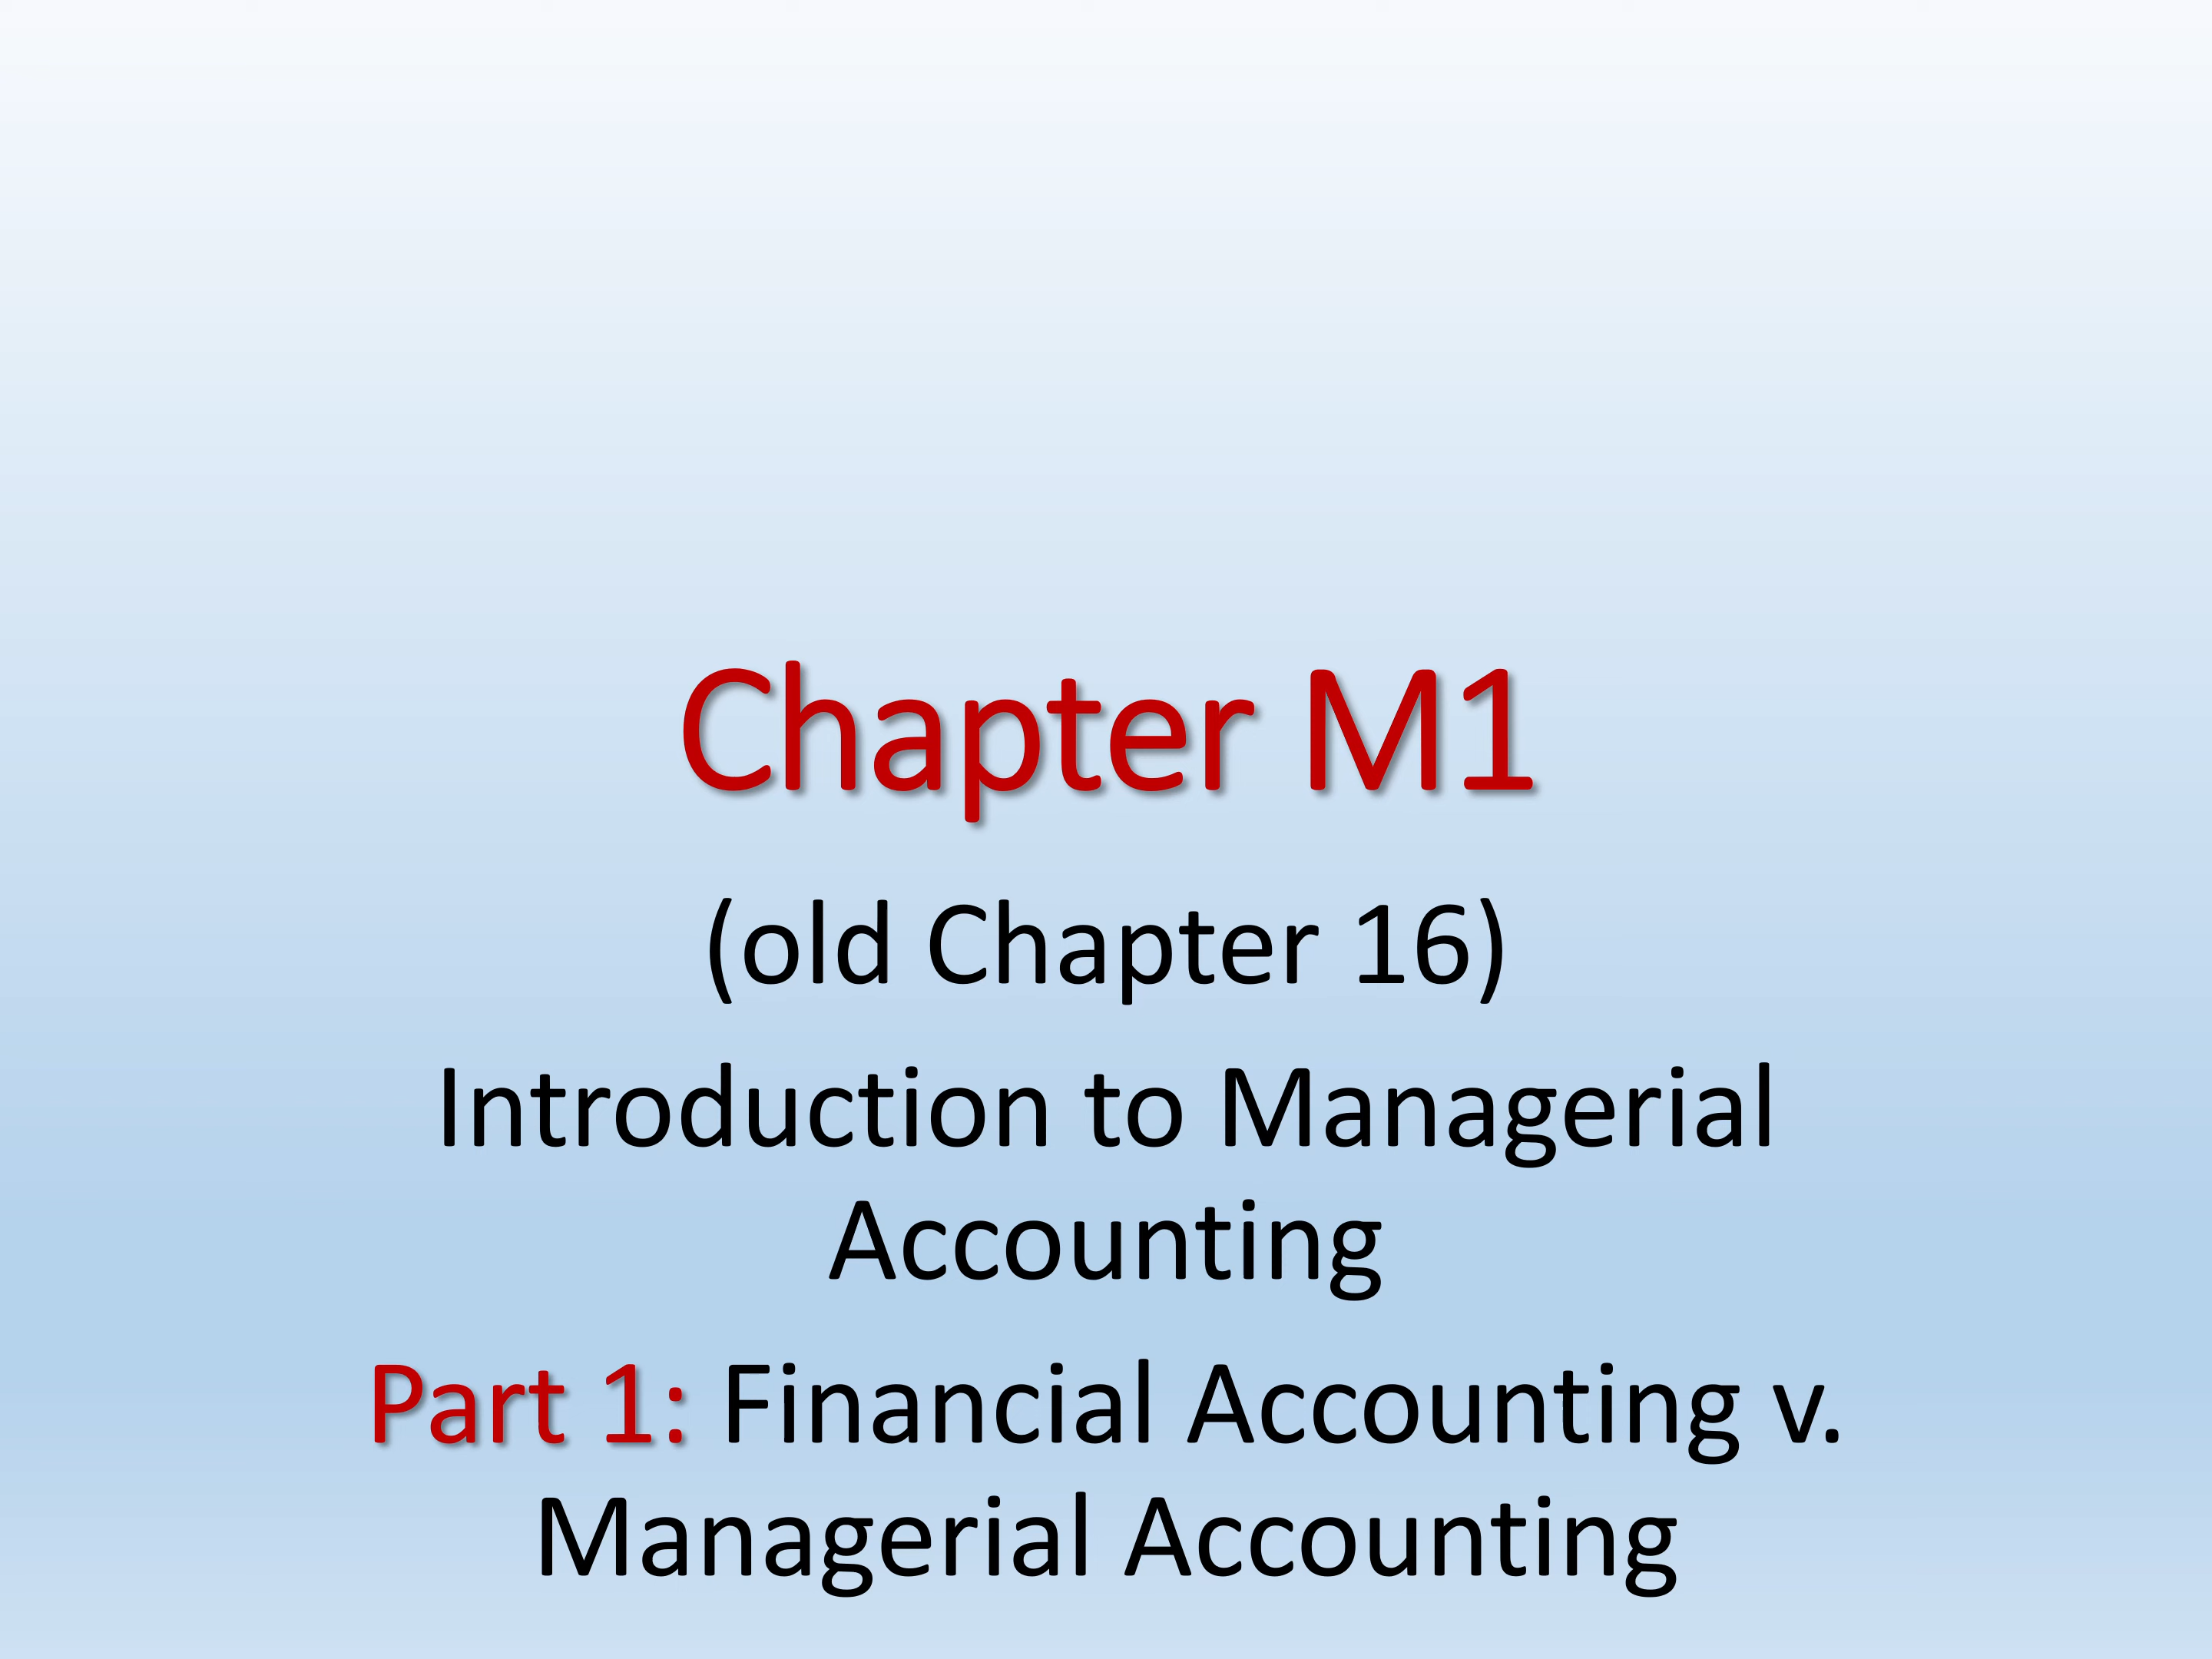 Chapter M1
(old Chapter 16)
Introduction to Managerial
Accounting
Part 1: Financial Accounting v.
Managerial Accounting